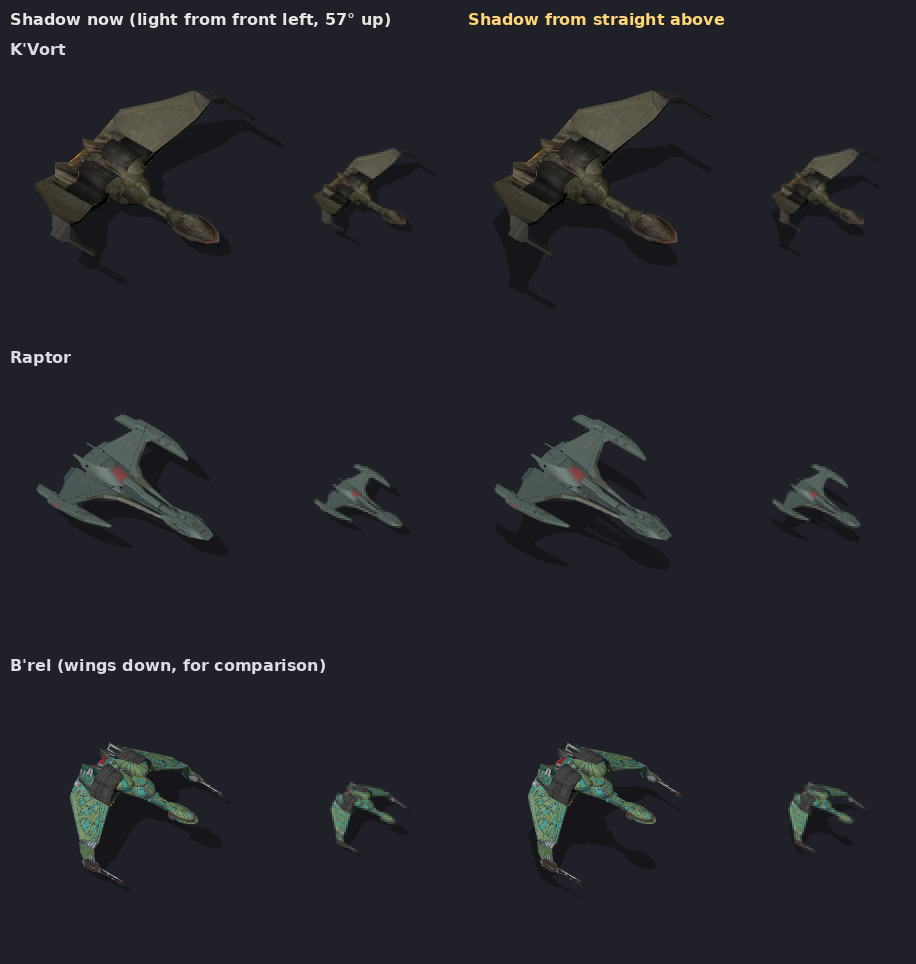 Shadow now (light from front left, 57° up)
Shadow from straight above
K'Vort
Raptor
B'rel (wings down, for comparison)